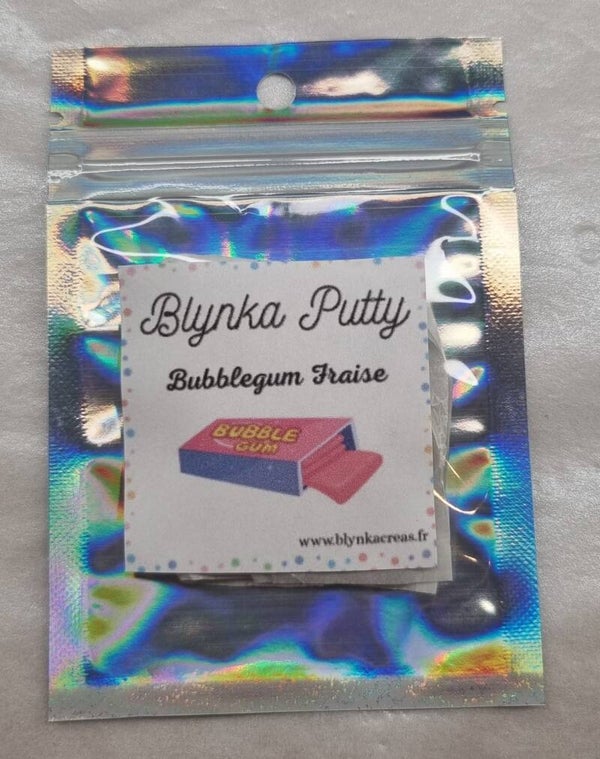 Blynka Putty
Bubblegum Fraise
BUBBLE
GUM
www.blynkacreas.fr